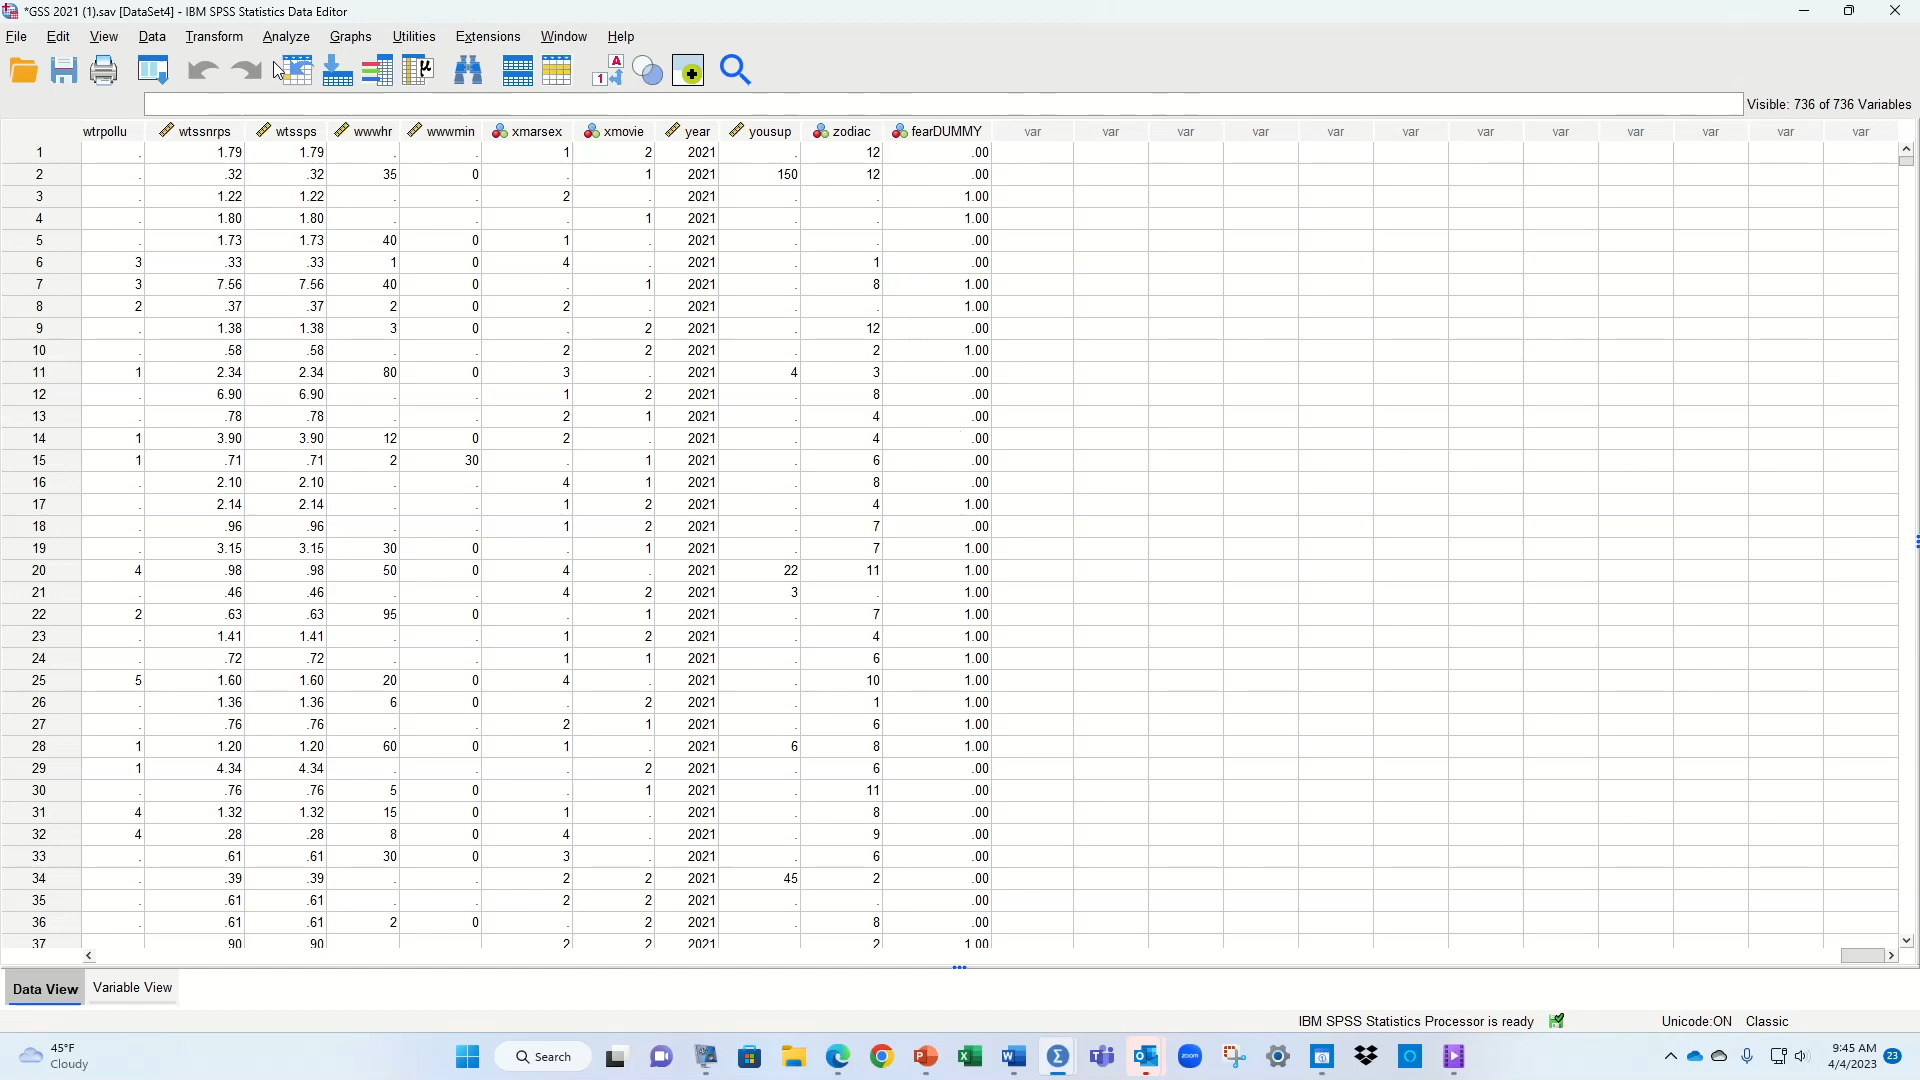 *GSS 2021 (1).sav [DataSet4] - IBM SPSS Statistics Data Editor
File Edit View Data Transform Analyze Graphs Utilities Extensions Window Help
Visible: 736 of 736 Variables
wtrpollu wtssnrps wtssps wwwhr wwwmin xmarsex xmovie year yousup zodiac fearDUMMY var var var var var var var var var var var var
1 . 1.79 1.79 . . 1 2 2021 . 12 .00
2 . .32 .32 35 0 . 1 2021 150 12 .00
3 . 1.22 1.22 . . 2 . 2021 . . 1.00
4 . 1.80 1.80 . . . 1 2021 . . 1.00
5 . 1.73 1.73 40 0 1 . 2021 . . .00
6 3 .33 .33 1 0 4 . 2021 . 1 .00
7 3 7.56 7.56 40 0 . 1 2021 . 8 1.00
8 2 .37 .37 2 0 2 . 2021 . . 1.00
9 . 1.38 1.38 3 0 . 2 2021 . 12 .00
10 . .58 .58 . . 2 2 2021 . 2 1.00
11 1 2.34 2.34 80 0 3 . 2021 4 3 .00
12 . 6.90 6.90 . . 1 2 2021 . 8 .00
13 . .78 .78 . . 2 1 2021 . 4 .00
14 1 3.90 3.90 12 0 2 . 2021 . 4 .00
15 1 .71 .71 2 30 . 1 2021 . 6 .00
16 . 2.10 2.10 . . 4 1 2021 . 8 .00
17 . 2.14 2.14 . . 1 2 2021 . 4 1.00
18 . .96 .96 . . 1 2 2021 . 7 .00
19 . 3.15 3.15 30 0 . 1 2021 . 7 1.00
20 4 .98 .98 50 0 4 . 2021 22 11 1.00
21 . .46 .46 . . 4 2 2021 3 . 1.00
22 2 .63 .63 95 0 . 1 2021 . 7 1.00
23 . 1.41 1.41 . . 1 2 2021 . 4 1.00
24 . .72 .72 . . 1 1 2021 . 6 1.00
25 5 1.60 1.60 20 0 4 . 2021 . 10 1.00
26 . 1.36 1.36 6 0 . 2 2021 . 1 1.00
27 . .76 .76 . . 2 1 2021 . 6 1.00
28 1 1.20 1.20 60 0 1 . 2021 6 8 1.00
29 1 4.34 4.34 . . . 2 2021 . 6 .00
30 . .76 .76 5 0 . 1 2021 . 11 .00
31 4 1.32 1.32 15 0 1 . 2021 . 8 .00
32 4 .28 .28 8 0 4 . 2021 . 9 .00
33 . .61 .61 30 0 3 . 2021 . 6 .00
34 . .39 .39 . . 2 2 2021 45 2 .00
35 . .61 .61 . . 2 2 2021 . . .00
36 . .61 .61 2 0 . 2 2021 . 8 .00
37 90 90 2 2 2021 2 1.00
Data View Variable View
IBM SPSS Statistics Processor is ready Unicode:ON Classic
45°F
Cloudy
Search
zoom
9:45 AM
4/4/2023
23